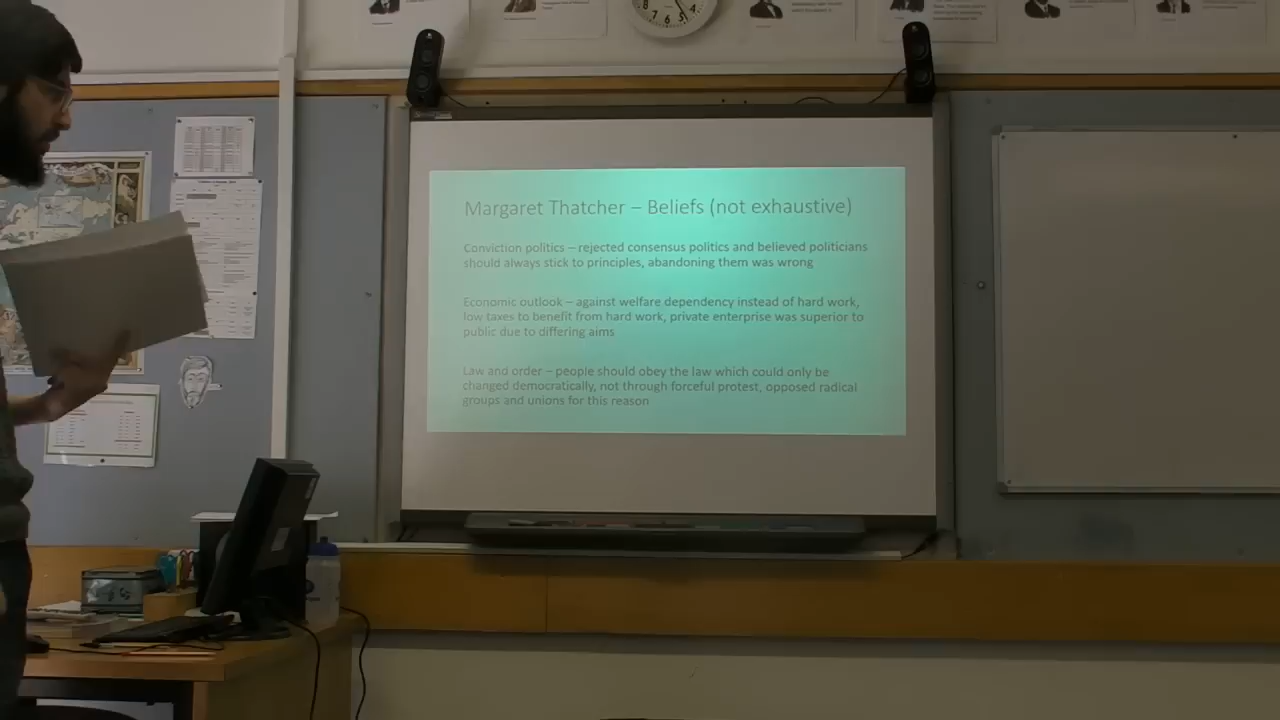 Margaret Thatcher – Beliefs (not exhaustive)
Conviction politics – rejected consensus politics and believed politicians
should always stick to principles, abandoning them was wrong
Economic outlook – against welfare dependency instead of hard work,
low taxes to benefit from hard work, private enterprise was superior to
public due to differing aims
Law and order – people should obey the law which could only be
changed democratically, not through forceful protest, opposed radical
groups and unions for this reason